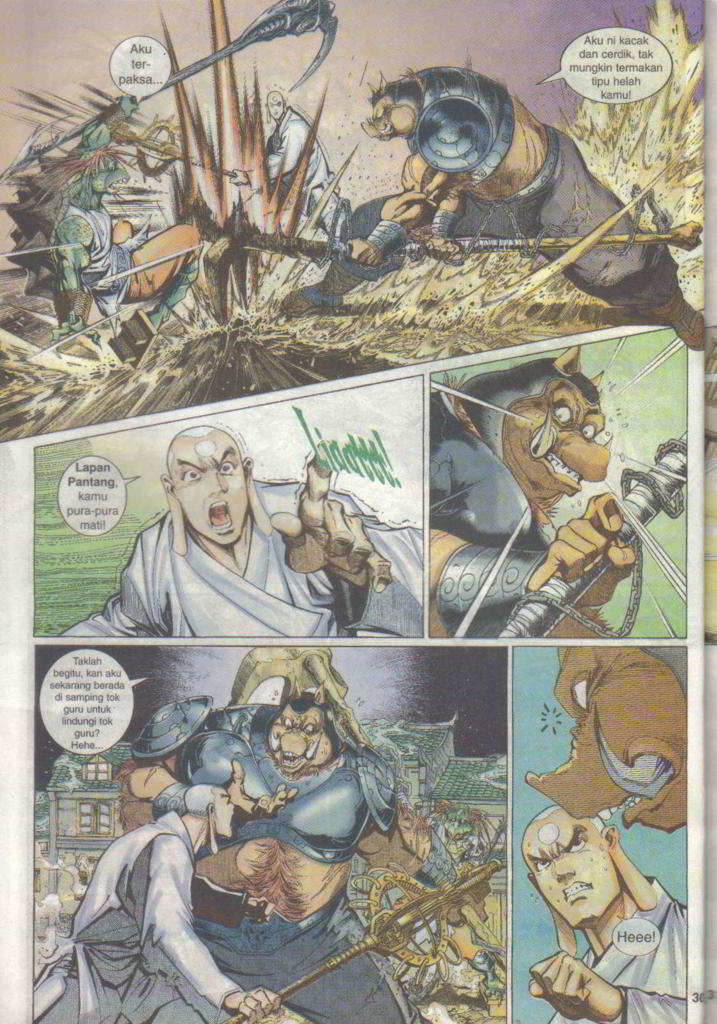 Aku
ter-
paksa...
Aku ni kacak
dan cerdik, tak
mungkin termakan
tipu helah
kamu!
Lapan
Pantang,
kamu
pura-pura
mati!
Taklah
begitu, kan aku
sekarang berada
di samping tok
guru untuk
lindungi tok
guru?
Hehe...
Heee!